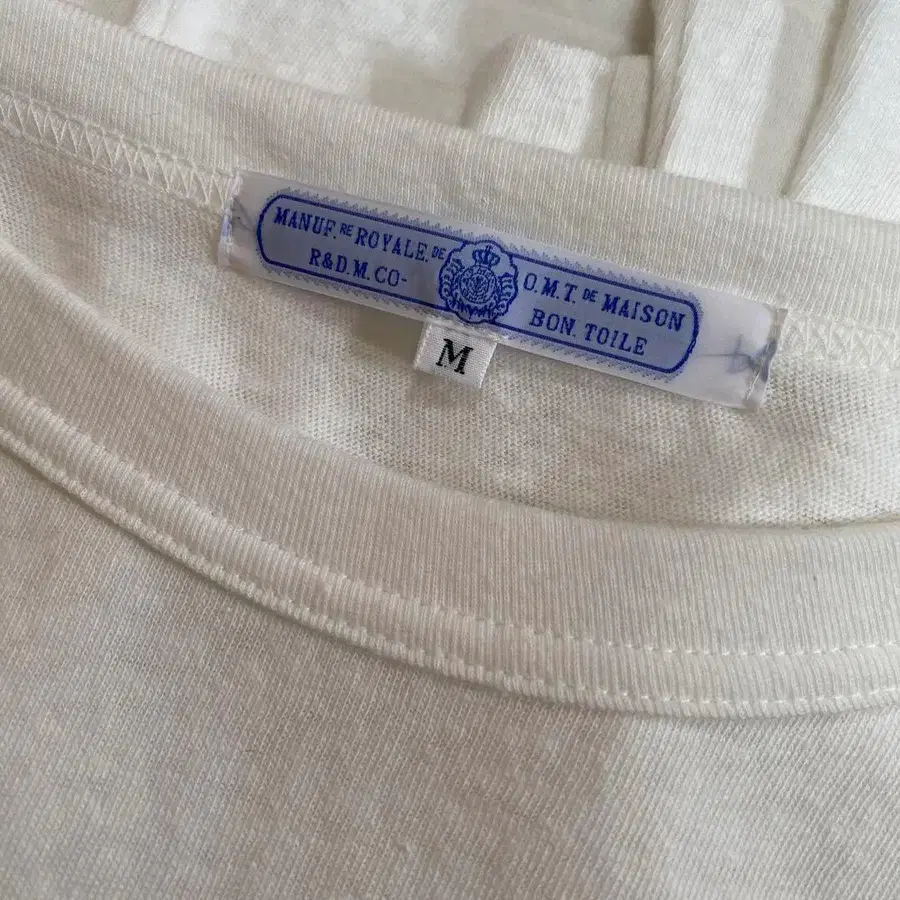 MANUF. RE ROYALE. DE
R&D.M.CO-
O.M.T. DE MAISON
BON. TOILE
M